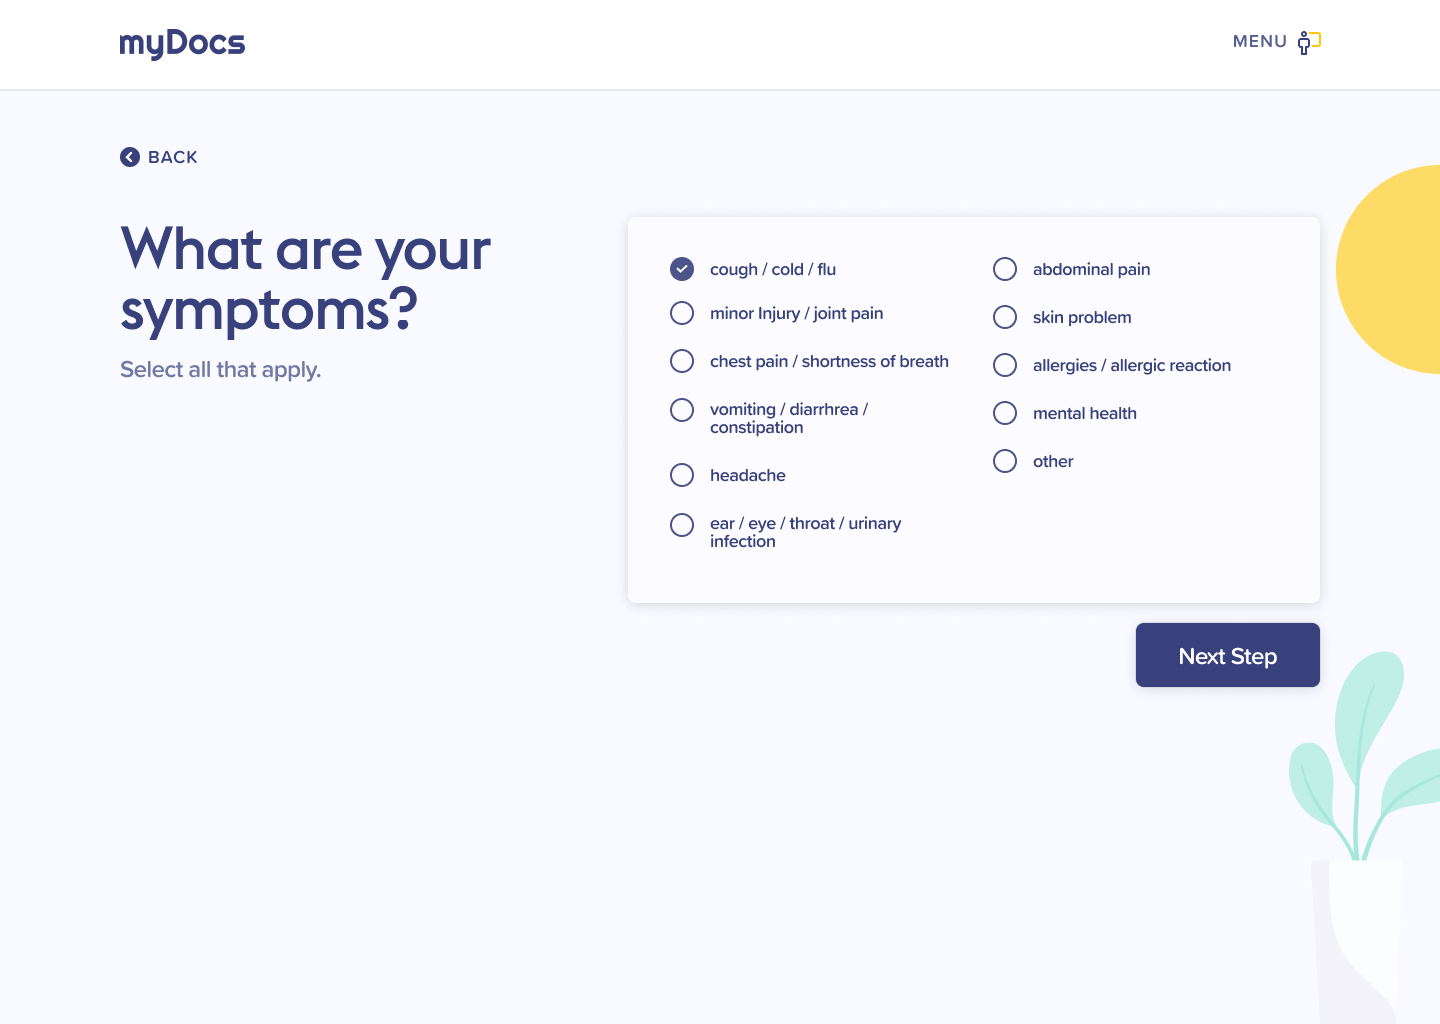 myDocs
MENU
BACK
What are your
symptoms?
Select all that apply.
cough / cold / flu
minor Injury / joint pain
chest pain / shortness of breath
vomiting / diarrhrea /
constipation
headache
ear / eye / throat / urinary
infection
abdominal pain
skin problem
allergies / allergic reaction
mental health
other
Next Step